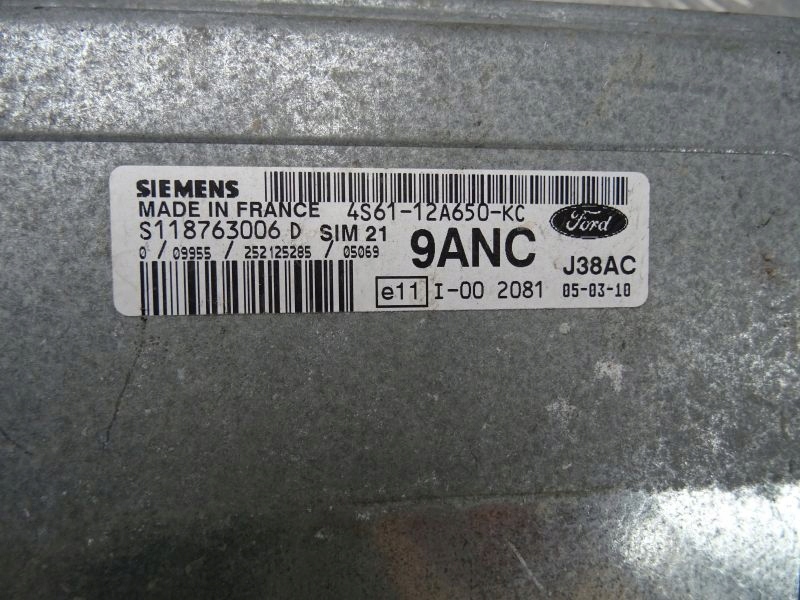 SIEMENS
MADE IN FRANCE 4S61-12A650-KC
S118763006 D SIM 21 9ANC Ford
0 / 09955 / 252125285 / 05069 J38AC
e11 I-00 2081 05-03-10